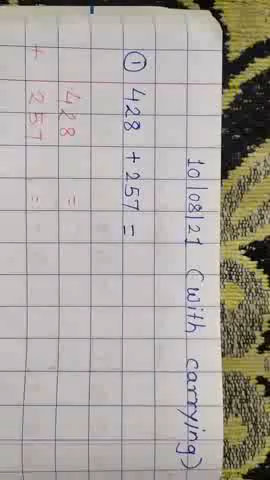 10/08/21 (with carrying)
① 428 + 257 =
428 =
+ 257 =